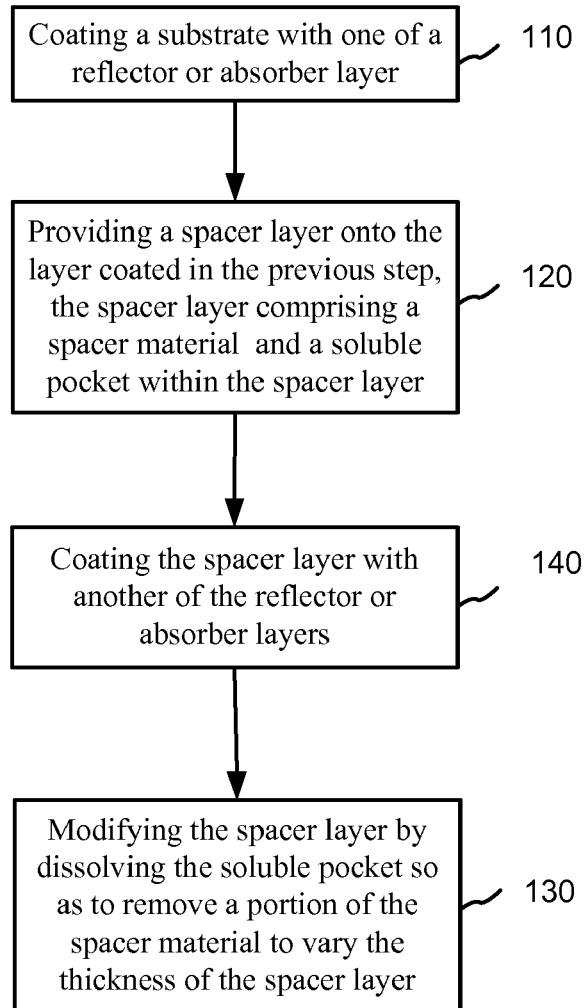 Coating a substrate with one of a
reflector or absorber layer
110
Providing a spacer layer onto the
layer coated in the previous step,
the spacer layer comprising a
spacer material and a soluble
pocket within the spacer layer
120
Coating the spacer layer with
another of the reflector or
absorber layers
140
Modifying the spacer layer by
dissolving the soluble pocket so
as to remove a portion of the
spacer material to vary the
thickness of the spacer layer
130